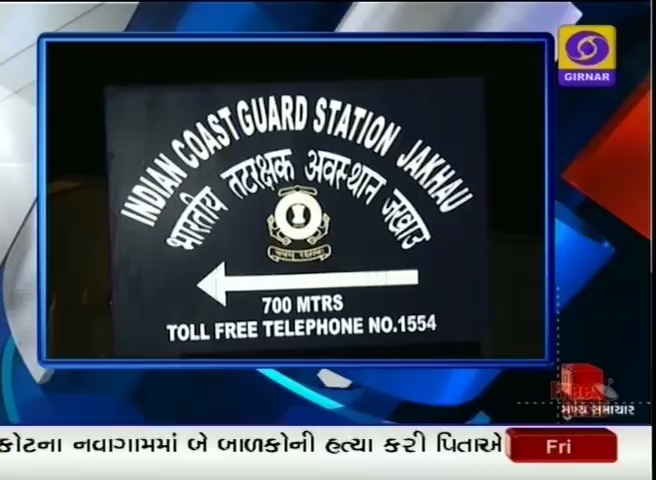 GIRNAR
INDIAN COAST GUARD STATION JAKHAU
भारतीय तटरक्षक अवस्थान जखाउ
700 MTRS
TOLL FREE TELEPHONE NO.1554
મુખ્ય સમાચાર
કોટના નવાગામમાં બે બાળકોની હત્યા કરી પિતાએ
Fri